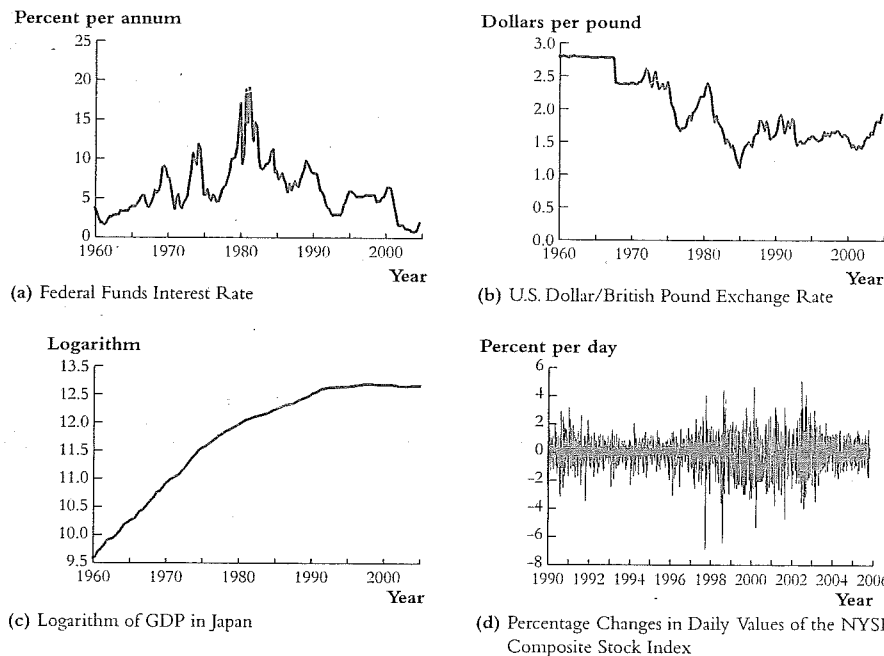 Percent per annum
25
20
15
10
5
0
1960 1970 1980 1990 2000
Year
(a) Federal Funds Interest Rate
Dollars per pound
3.0
2.5
2.0
1.5
1.0
0.5
0.0
1960 1970 1980 1990 2000
Year
(b) U.S. Dollar/British Pound Exchange Rate
Logarithm
13.5
12.5
12.0
11.5
11.0
10.5
10.0
9.5
1960 1970 1980 1990 2000
Year
(c) Logarithm of GDP in Japan
Percent per day
6
4
2
0
-2
-4
-6
-8
1990 1992 1994 1996 1998 2000 2002 2004 2006
Year
(d) Percentage Changes in Daily Values of the NYSE
Composite Stock Index